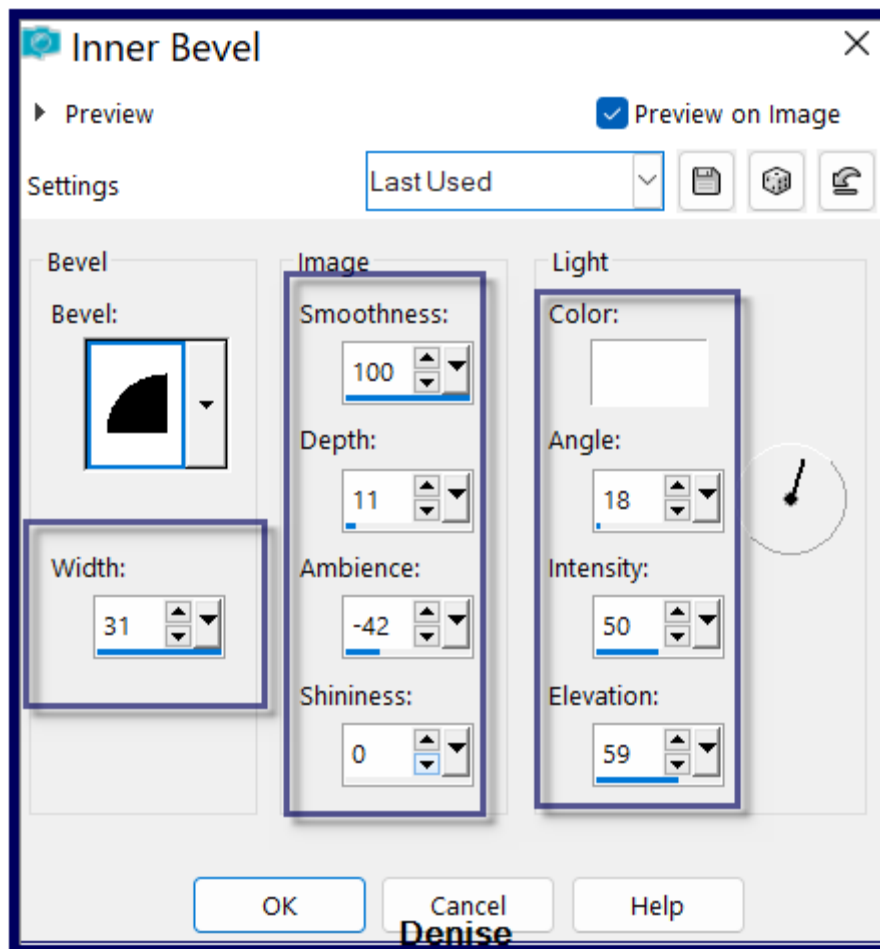 Inner Bevel
Preview
Preview on Image
Settings
Last Used
Bevel
Image
Light
Bevel:
Smoothness:
Color:
100
Depth:
Angle:
11
18
Width:
Ambience:
Intensity:
31
-42
50
Shininess:
Elevation:
0
59
OK
Cancel
Help
Denise